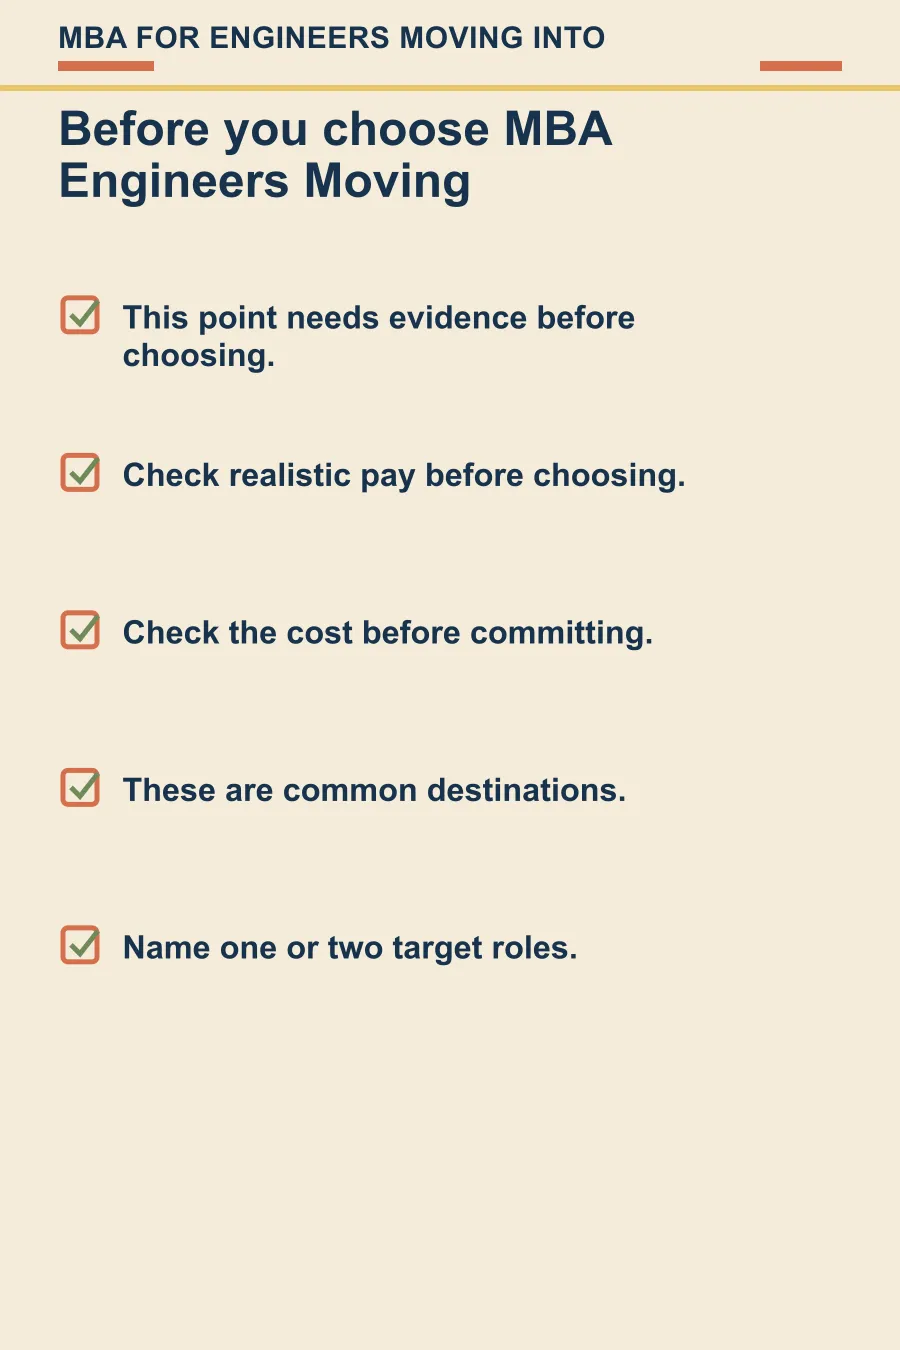 MBA FOR ENGINEERS MOVING INTO
Before you choose MBA
Engineers Moving
This point needs evidence before
choosing.
Check realistic pay before choosing.
Check the cost before committing.
These are common destinations.
Name one or two target roles.